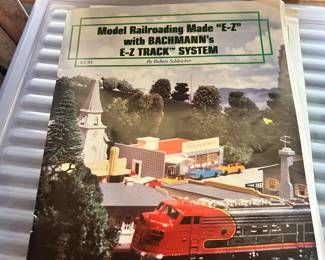 Model Railroading Made "E-Z"
with BACHMANN's
E-Z TRACK™ SYSTEM
By Robert Schleicher